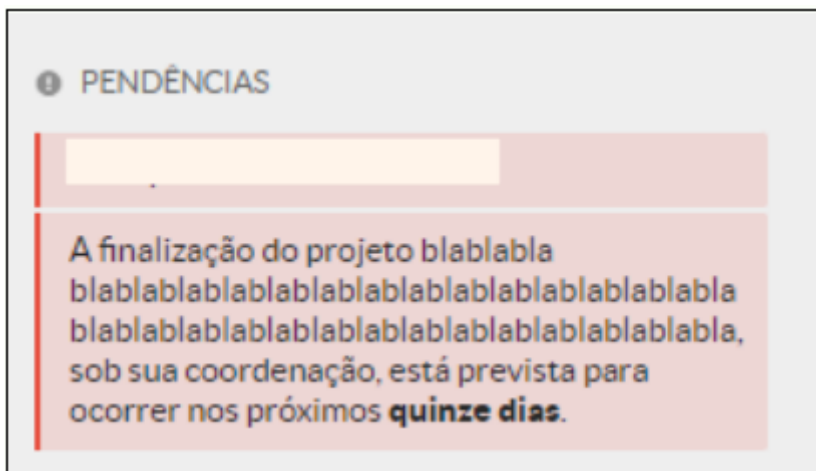 PENDÊNCIAS
A finalização do projeto blablabla
blablablablablablablablablablablablablabla
blablablablablablablablablablablablablabla,
sob sua coordenação, está prevista para
ocorrer nos próximos quinze dias.